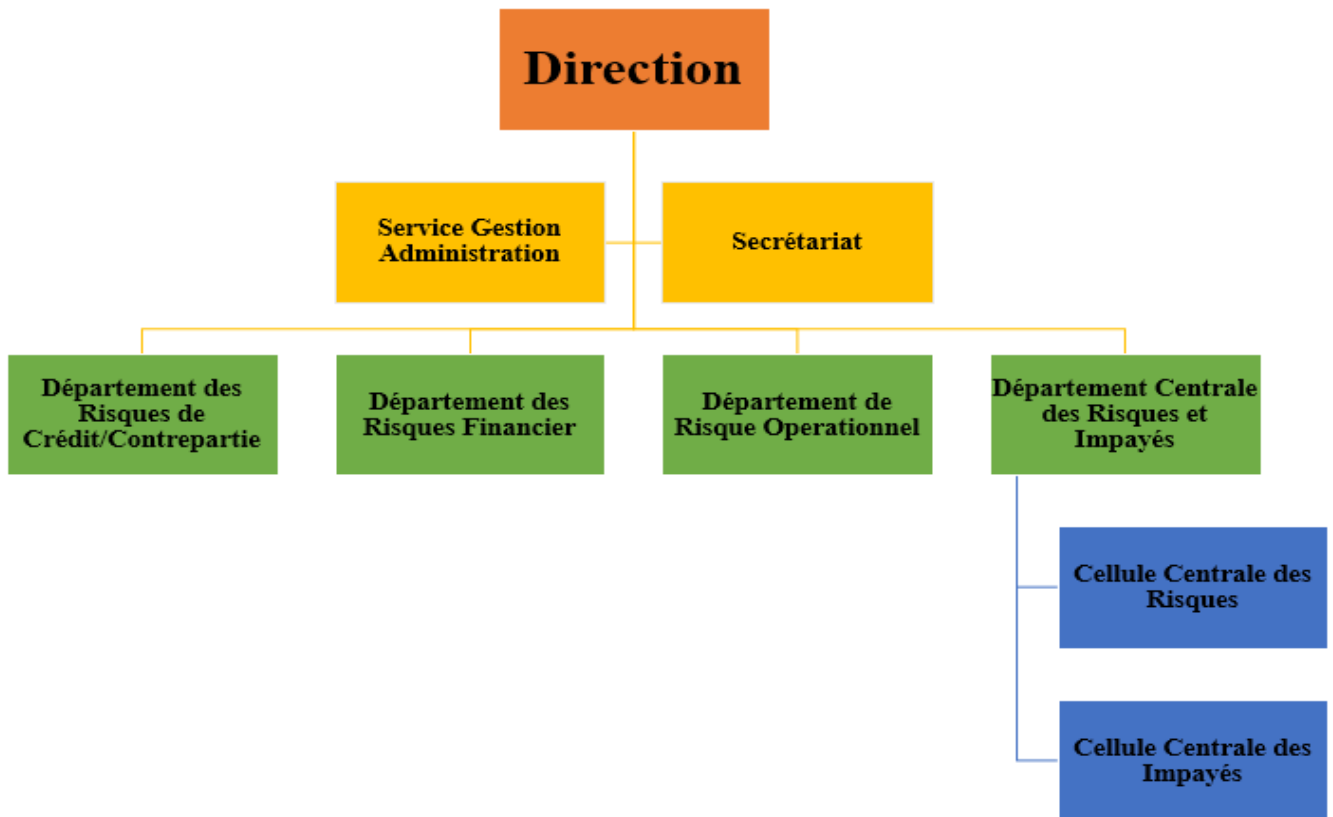 Direction
Service Gestion
Administration
Secrétariat
Département des
Risques de
Crédit/Contrepartie
Département des
Risques Financier
Département de
Risque Operationnel
Département Centrale
des Risques et
Impayés
Cellule Centrale des
Risques
Cellule Centrale des
Impayés